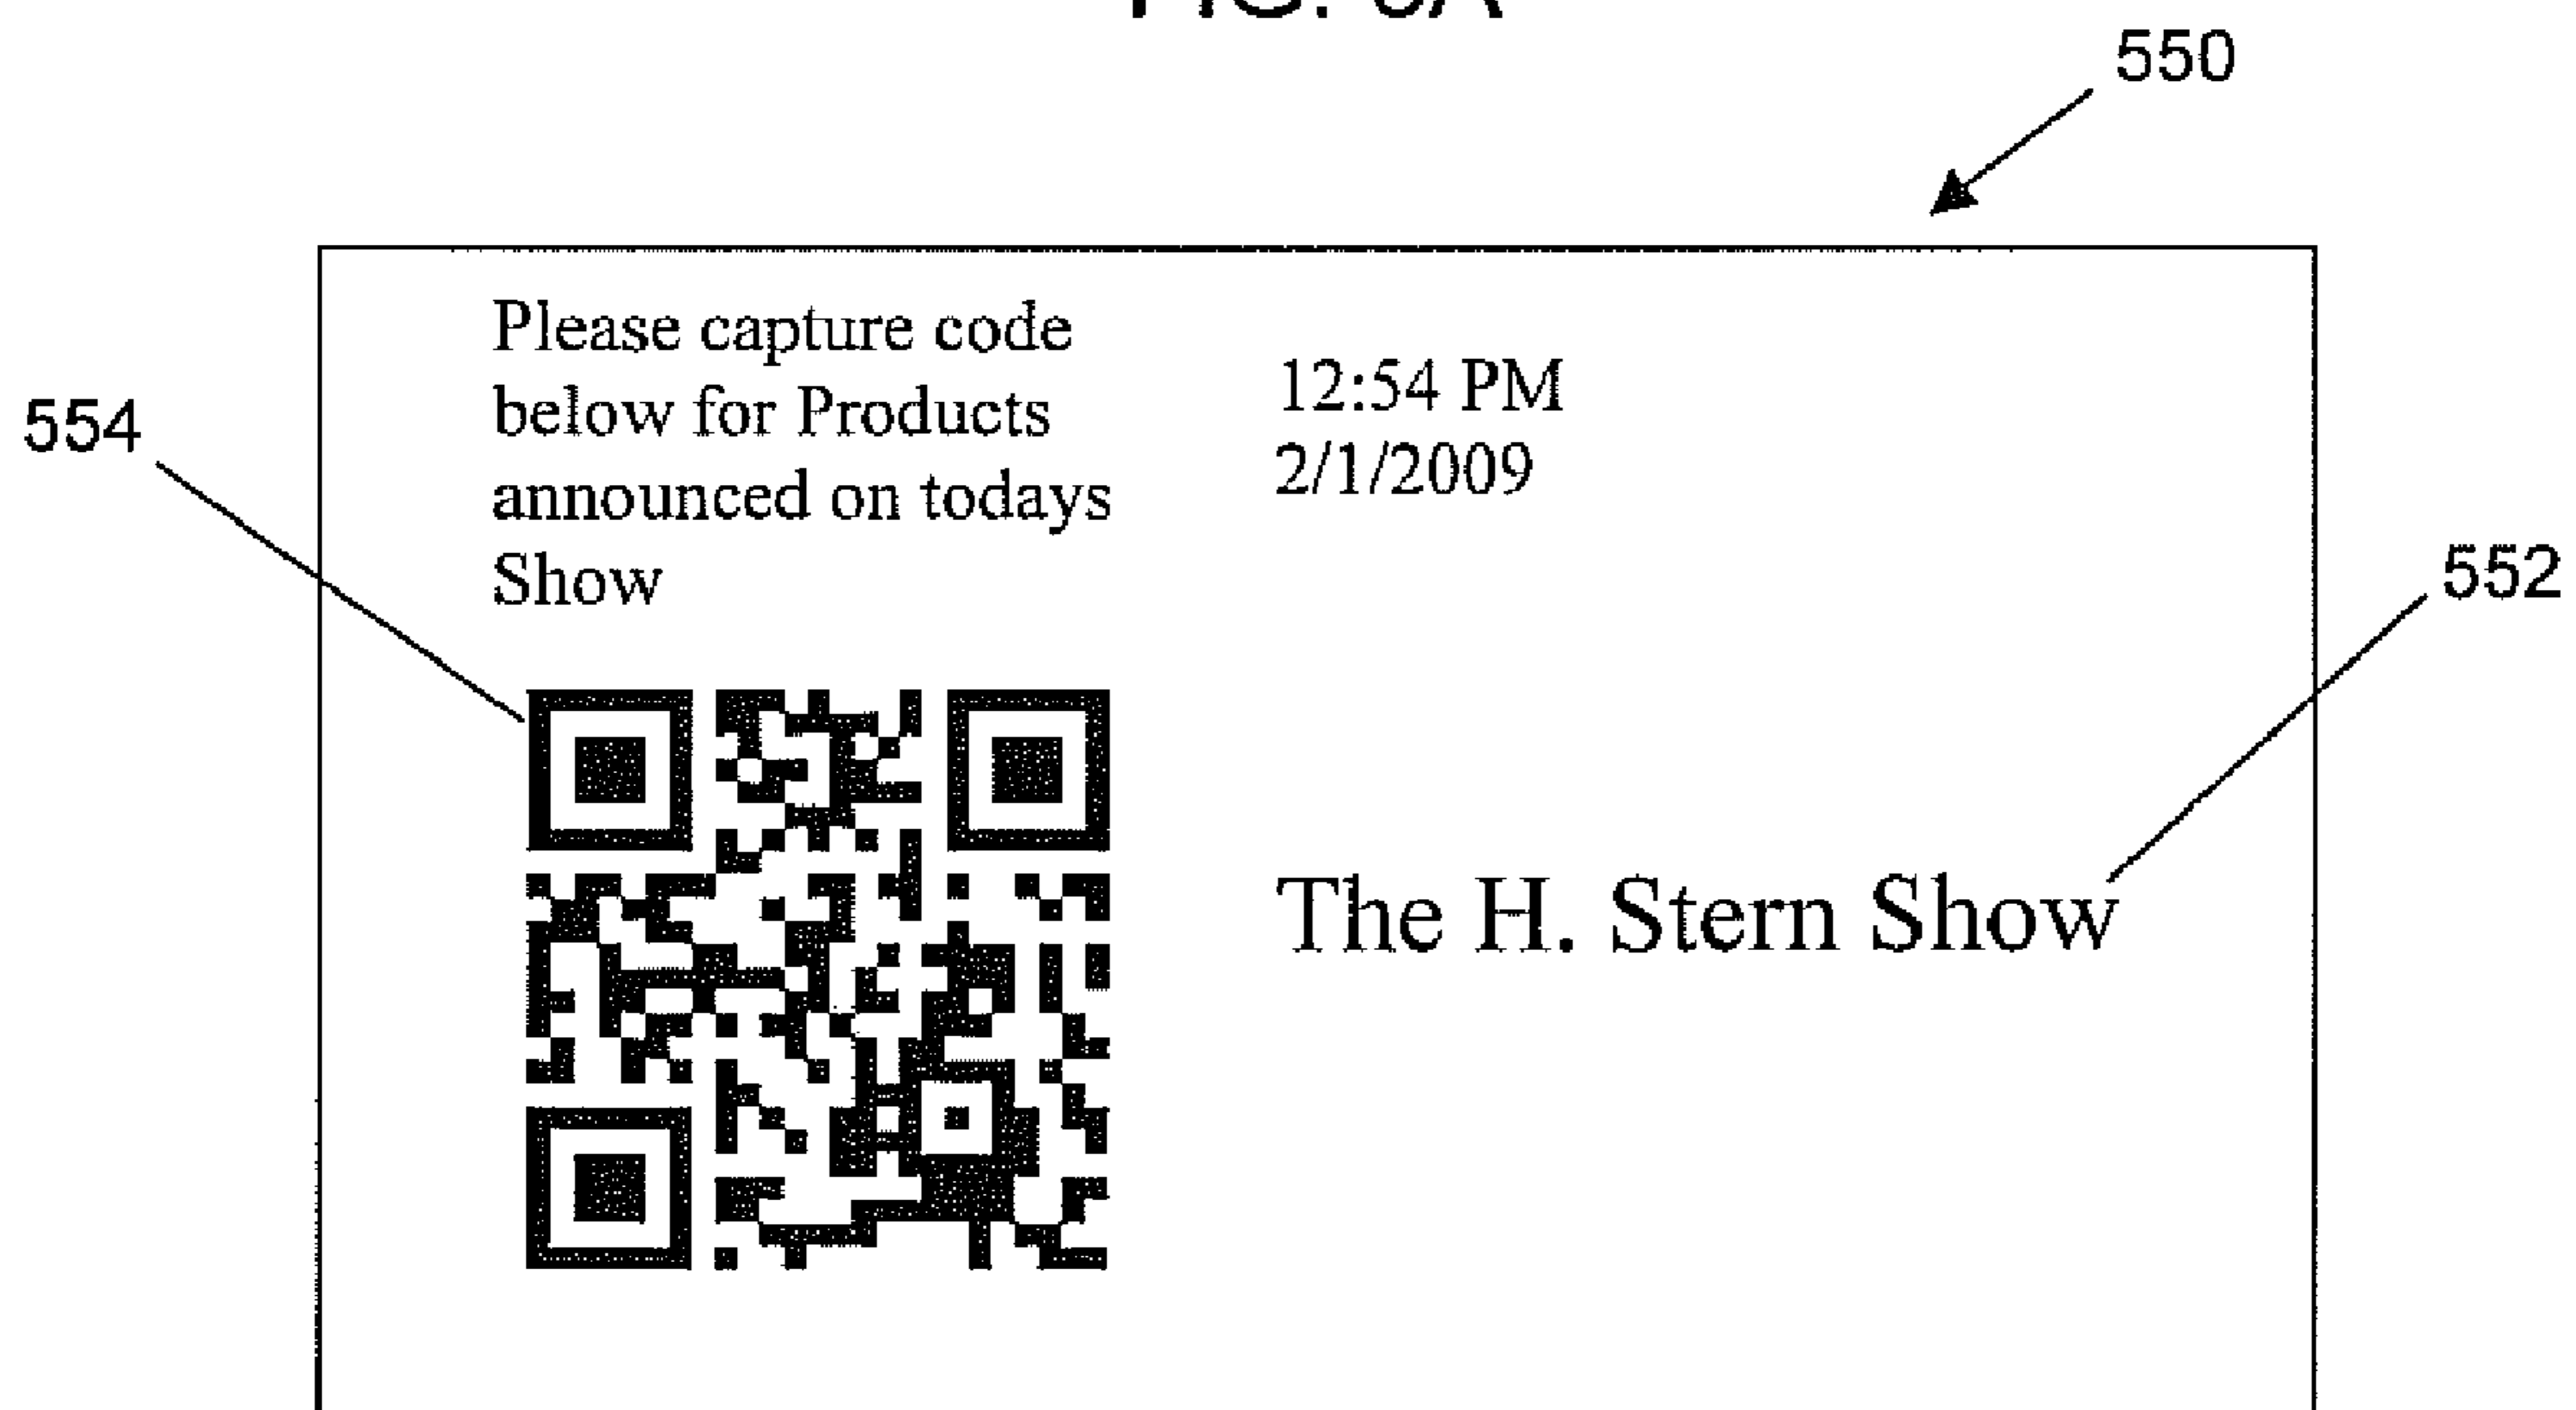 550
Please capture code
below for Products
announced on todays
Show
12:54 PM
2/1/2009
554
552
The H. Stern Show